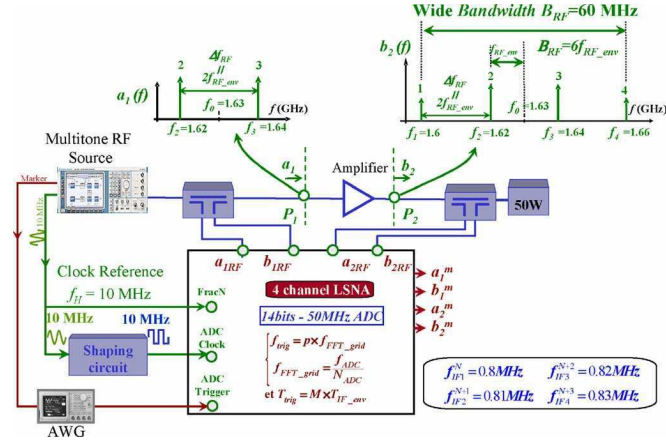 Wide Bandwidth B_RF=60 MHz
b_2(f)
f_RF_env
B_RF=6f_RF_env
Δf_RF
=
2f_RF_env
1
2
3
4
f_0=1.63
f(GHz)
f_1=1.6
f_2=1.62
f_3=1.64
f_4=1.66
a_1(f)
2
3
Δf_RF
=
2f_RF_env
f_0=1.63
f(GHz)
f_2=1.62
f_3=1.64
Multitone RF
Source
Marker
10 MHz
a_1
Amplifier
b_2
P_1
P_2
50W
a_1RF
b_1RF
a_2RF
b_2RF
Clock Reference
f_H = 10 MHz
10 MHz
10 MHz
Shaping
circuit
AWG
FracN
ADC
Clock
ADC
Trigger
4 channel LSNA
14bits - 50MHz ADC
f_trig = p × f_FFT_grid
f_FFT_grid = f_ADC / N_ADC
et T_trig = M × T_IF_env
a_1^m
b_1^m
a_2^m
b_2^m
f_IF1^N = 0.8MHz f_IF3^N+2 = 0.82MHz
f_IF2^N+1 = 0.81MHz f_IF4^N+3 = 0.83MHz